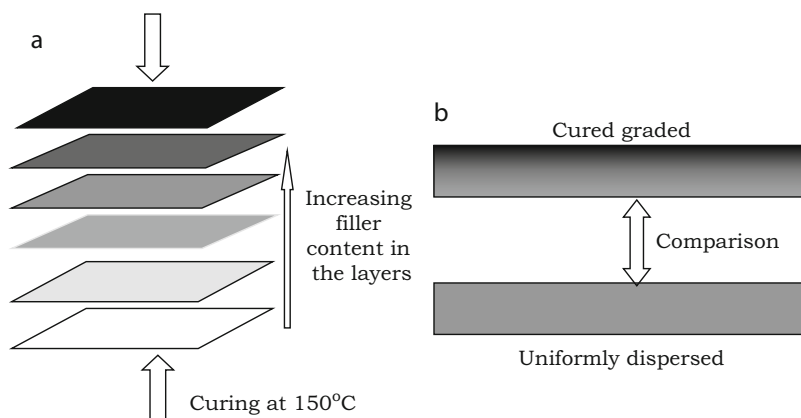 a
Increasing
filler
content in
the layers
Curing at 150°C
b
Cured graded
Comparison
Uniformly dispersed